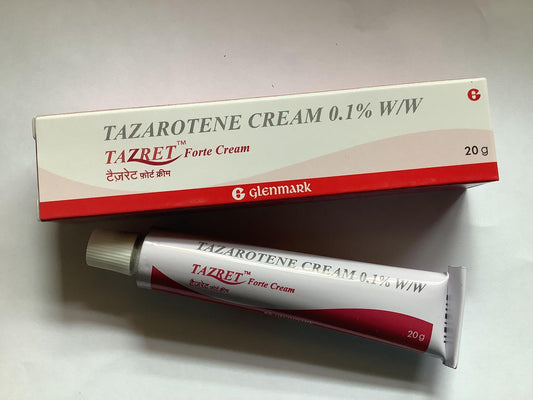 TAZAROTENE CREAM 0.1% W/W
TAZRET™ Forte Cream
20 g
टैज़रेट फ़ोर्ट क्रीम
GLENMARK
TAZAROTENE CREAM 0.1% W/W
TAZRET™ Forte Cream
टैज़रेट फ़ोर्ट क्रीम
20 g